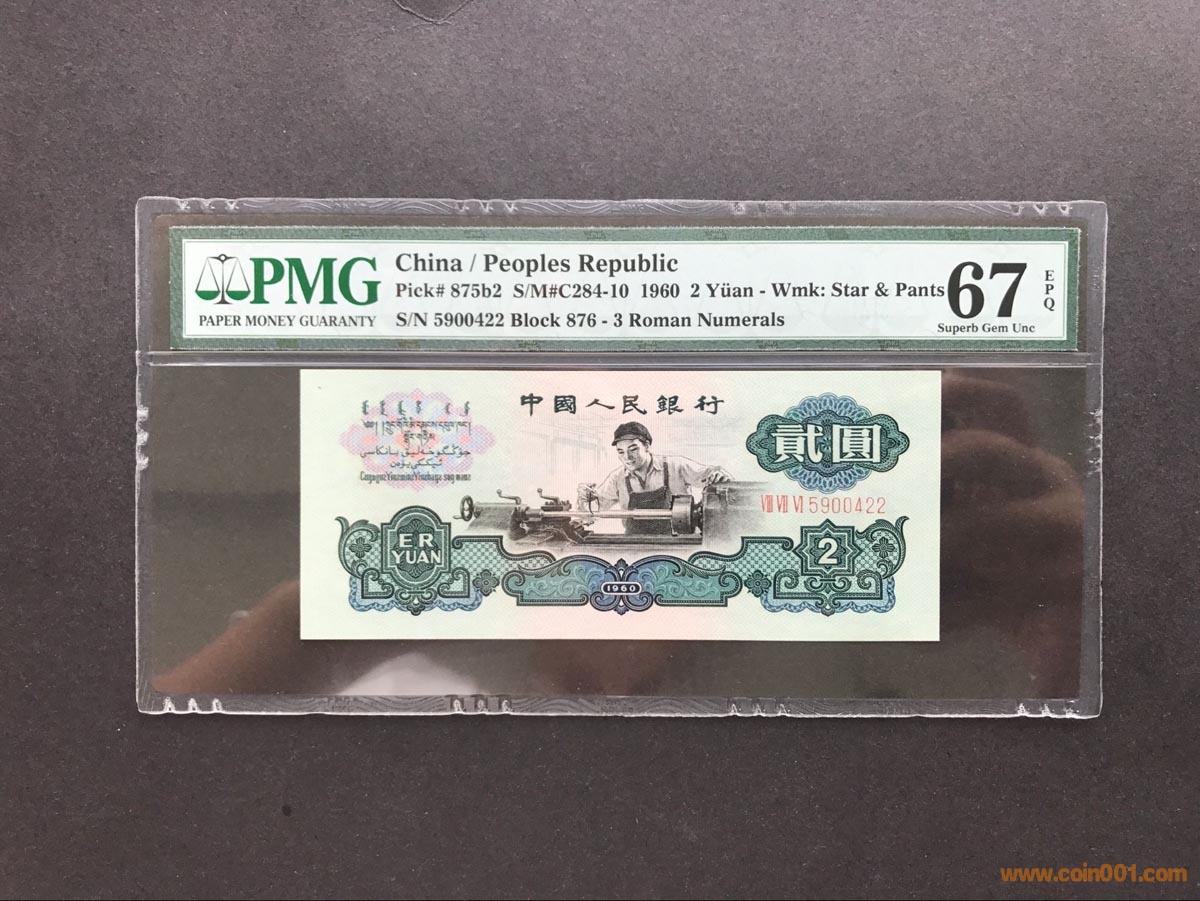 PMG
PAPER MONEY GUARANTY
China / Peoples Republic
Pick# 875b2 S/M#C284-10 1960 2 Yüan - Wmk: Star & Pants
S/N 5900422 Block 876 - 3 Roman Numerals
67
EPQ
Superb Gem Unc
中國人民銀行
貳圓
VIII VII VI 5900422
ER
YUAN
1960
2
www.coin001.com